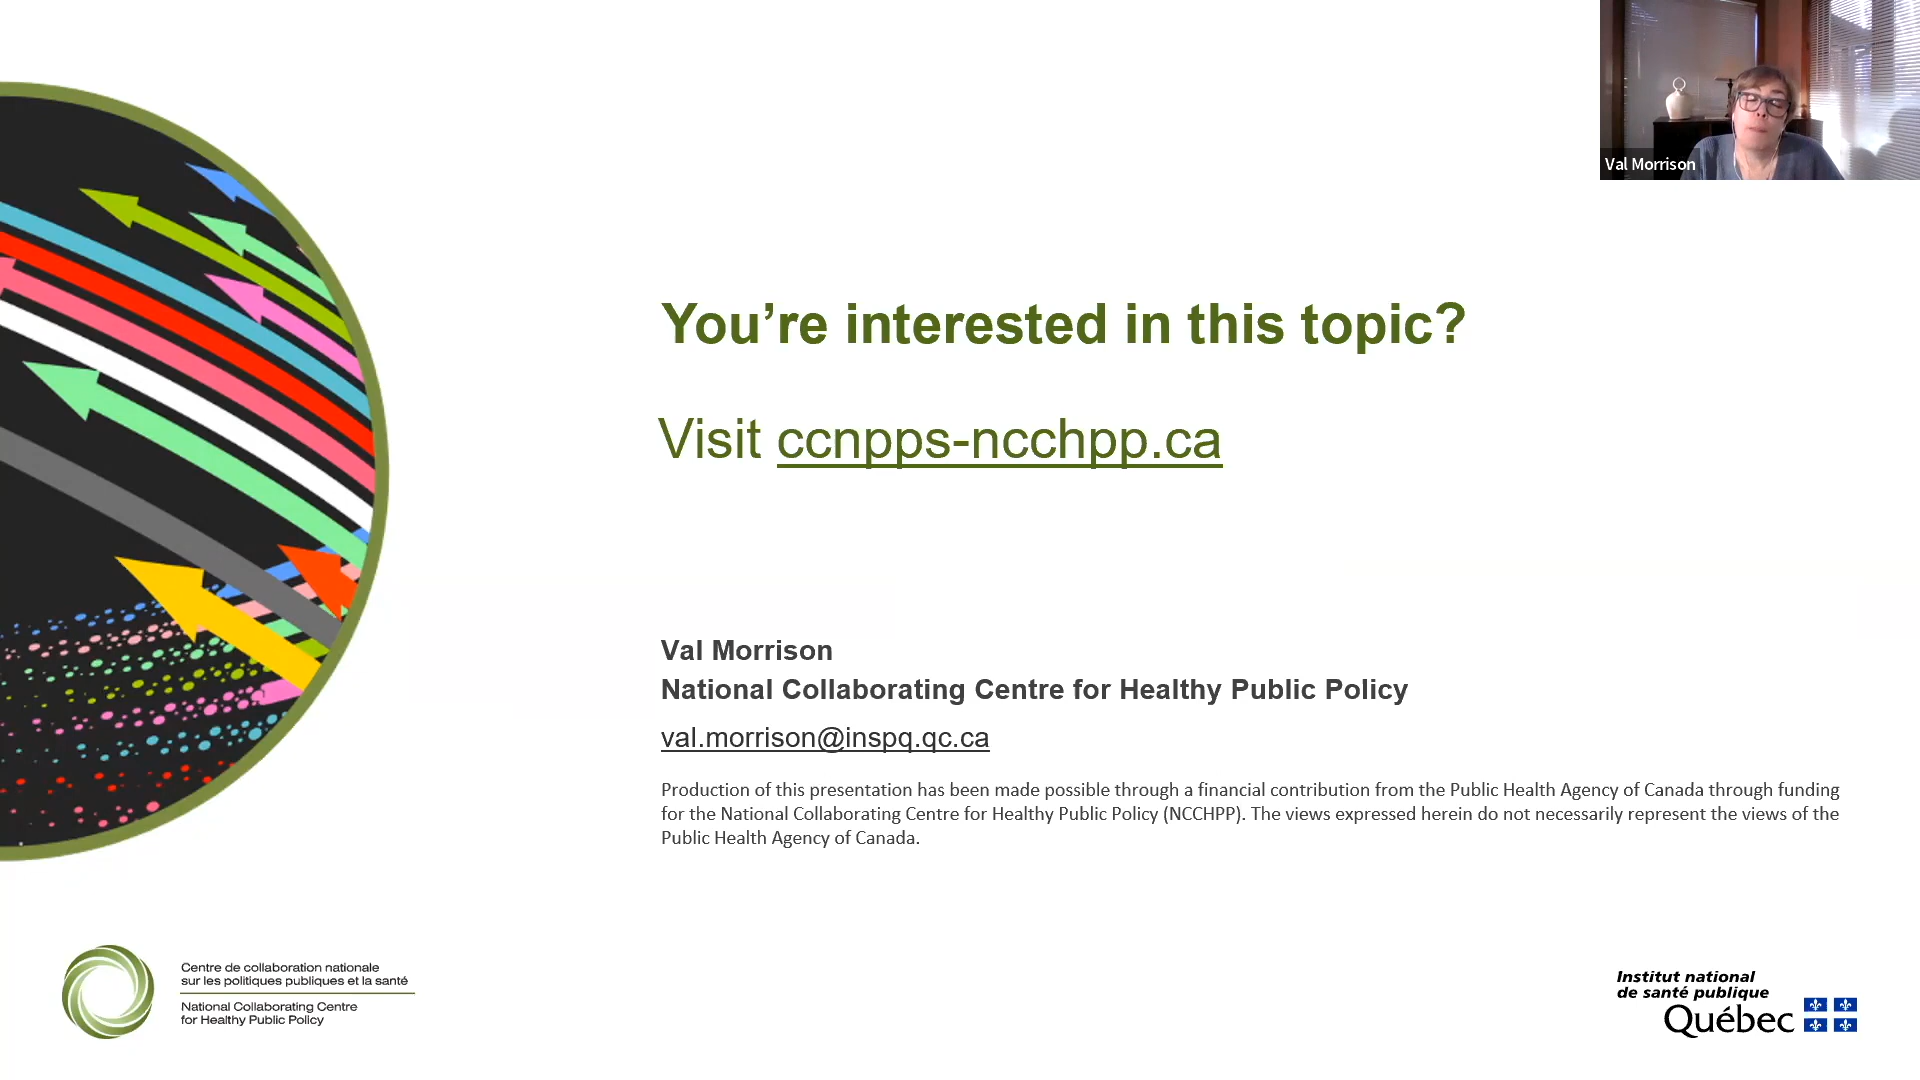 Val Morrison
You’re interested in this topic?
Visit ccnpps-ncchpp.ca
Val Morrison
National Collaborating Centre for Healthy Public Policy
val.morrison@inspq.qc.ca
Production of this presentation has been made possible through a financial contribution from the Public Health Agency of Canada through funding
for the National Collaborating Centre for Healthy Public Policy (NCCHPP). The views expressed herein do not necessarily represent the views of the
Public Health Agency of Canada.
Centre de collaboration nationale
sur les politiques publiques et la santé
National Collaborating Centre
for Healthy Public Policy
Institut national
de santé publique
Québec